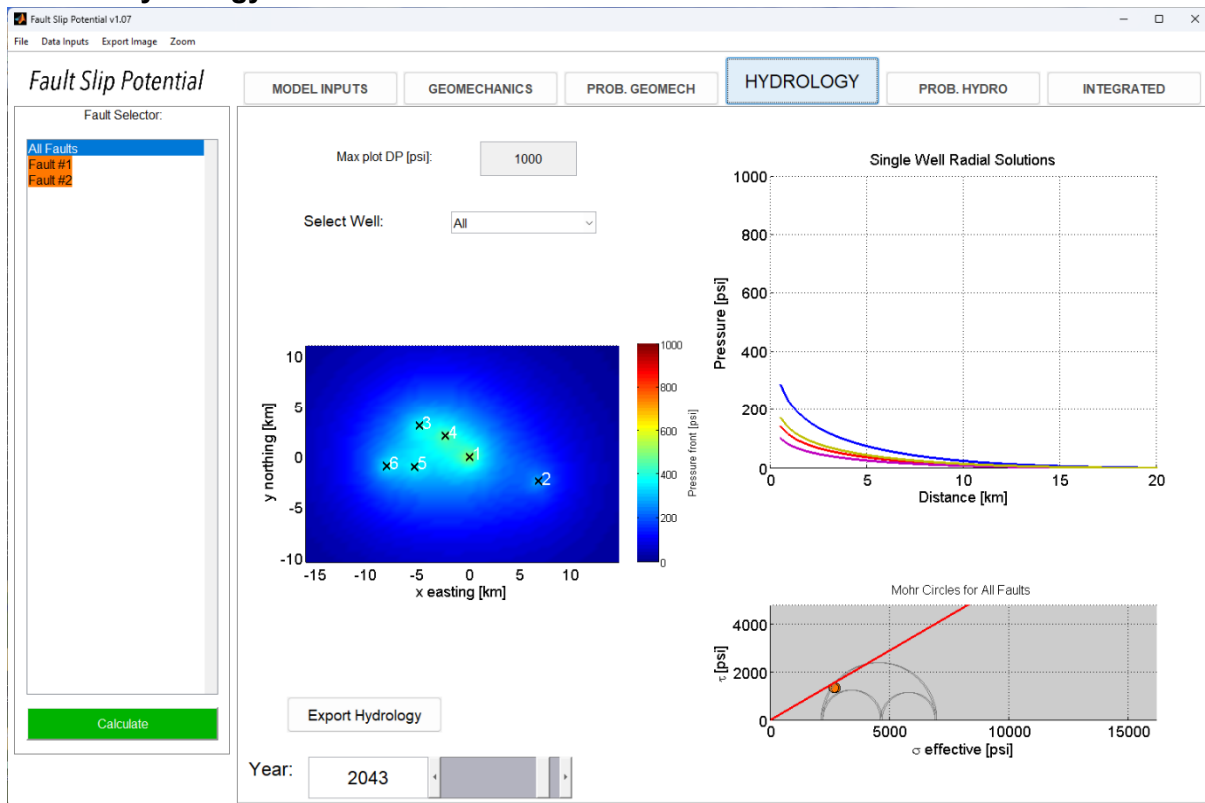 Fault Slip Potential v1.07
File Data Inputs Export Image Zoom
Fault Slip Potential
MODEL INPUTS GEOMECHANICS PROB. GEOMECH HYDROLOGY PROB. HYDRO INTEGRATED
Fault Selector:
All Faults
Fault #1
Fault #2
Calculate
Max plot DP [psi]: 1000
Select Well: All
10
5
0
-5
-10
y northing [km]
3
4
1
6
5
2
-15 -10 -5 0 5 10
x easting [km]
1000
800
600
400
200
0
Pressure front [psi]
Export Hydrology
Year: 2043
Single Well Radial Solutions
1000
800
600
400
200
0
Pressure [psi]
0 5 10 15 20
Distance [km]
Mohr Circles for All Faults
4000
2000
0
τ [psi]
0 5000 10000 15000
σ effective [psi]